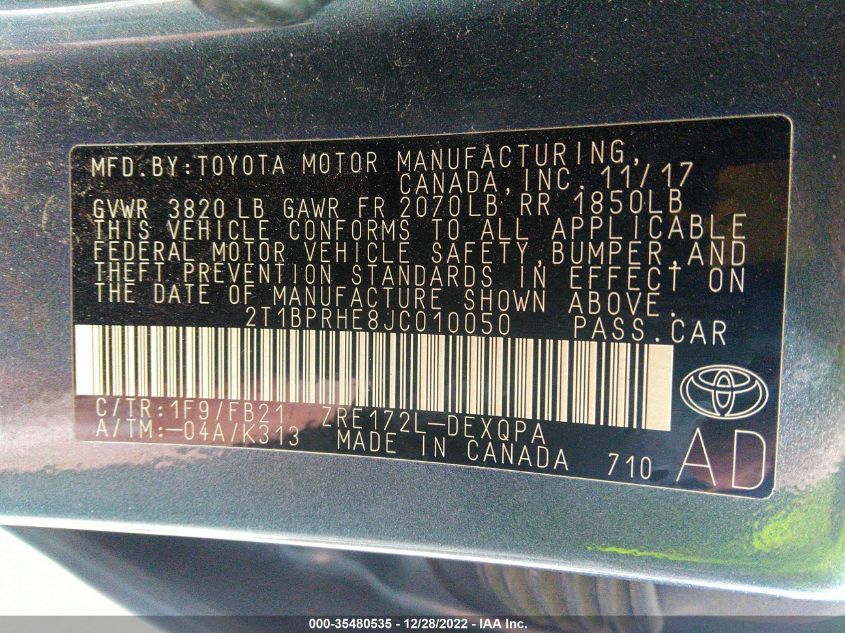 MFD.BY:TOYOTA MOTOR MANUFACTURING,
CANADA,INC. 11/17
GVWR 3820 LB GAWR FR 2070LB RR 1850LB
THIS VEHICLE CONFORMS TO ALL APPLICABLE
FEDERAL MOTOR VEHICLE SAFETY,BUMPER,AND
THEFT PREVENTION STANDARDS IN EFFECT ON
THE DATE OF MANUFACTURE SHOWN ABOVE.
2T1BPRHE8JC010050 PASS.CAR
C/TR:1F9/FB21 ZRE172L-DEXQPA
A/TM:-04A/K313 MADE IN CANADA 710
AD
000-35480535 - 12/28/2022 - IAA Inc.